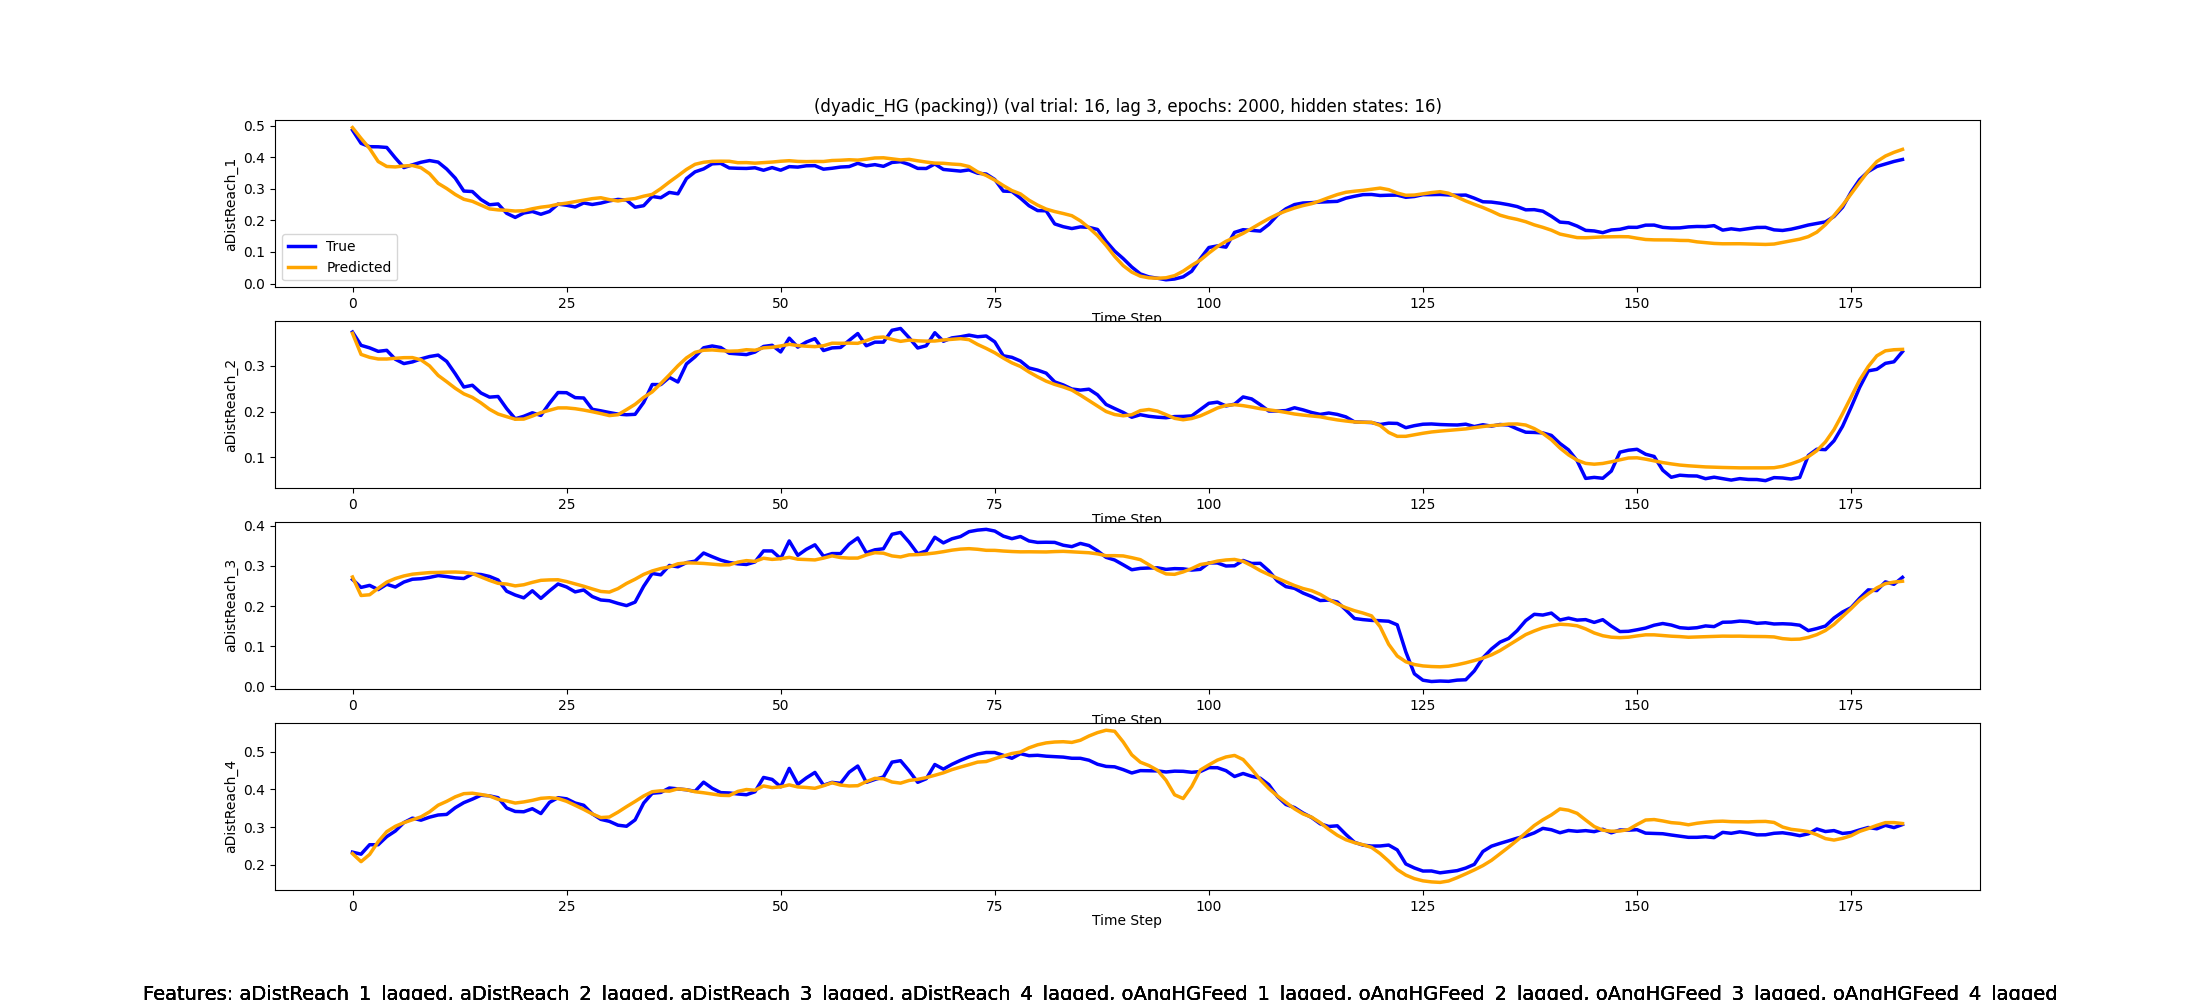 (dyadic_HG (packing)) (val trial: 16, lag 3, epochs: 2000, hidden states: 16)
aDistReach_1
0.5
0.4
0.3
0.2
0.1
0.0
True
Predicted
0 25 50 75 100 125 150 175
Time Step
aDistReach_2
0.3
0.2
0.1
0 25 50 75 100 125 150 175
Time Step
aDistReach_3
0.4
0.3
0.2
0.1
0.0
0 25 50 75 100 125 150 175
Time Step
aDistReach_4
0.5
0.4
0.3
0.2
0 25 50 75 100 125 150 175
Time Step
Features: aDistReach_1_lagged, aDistReach_2_lagged, aDistReach_3_lagged, aDistReach_4_lagged, oAngHGFeed_1_lagged, oAngHGFeed_2_lagged, oAngHGFeed_3_lagged, oAngHGFeed_4_lagged